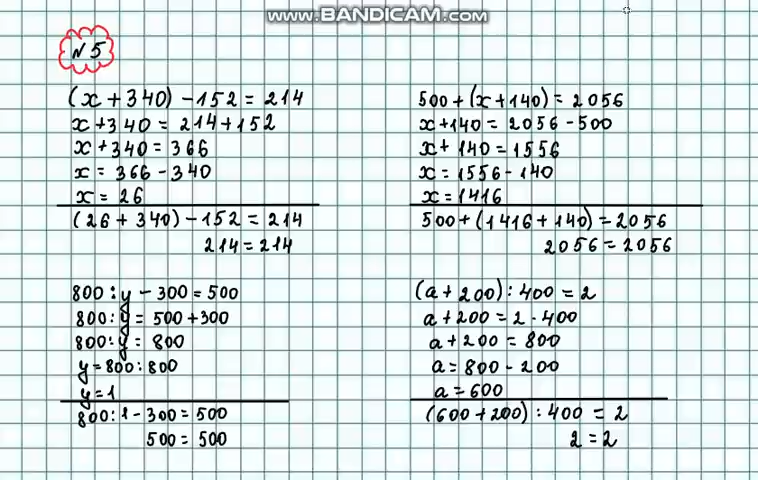 www.BANDICAM.com
N 5
(x + 340) - 152 = 214
x + 340 = 214 + 152
x + 340 = 366
x = 366 - 340
x = 26
(26 + 340) - 152 = 214
214 = 214
500 + (x + 140) = 2056
x + 140 = 2056 - 500
x + 140 = 1556
x = 1556 - 140
x = 1416
500 + (1416 + 140) = 2056
2056 = 2056
800 : y - 300 = 500
800 : y = 500 + 300
800 : y = 800
y = 800 : 800
y = 1
800 : 1 - 300 = 500
500 = 500
(a + 200) : 400 = 2
a + 200 = 2 · 400
a + 200 = 800
a = 800 - 200
a = 600
(600 + 200) : 400 = 2
2 = 2